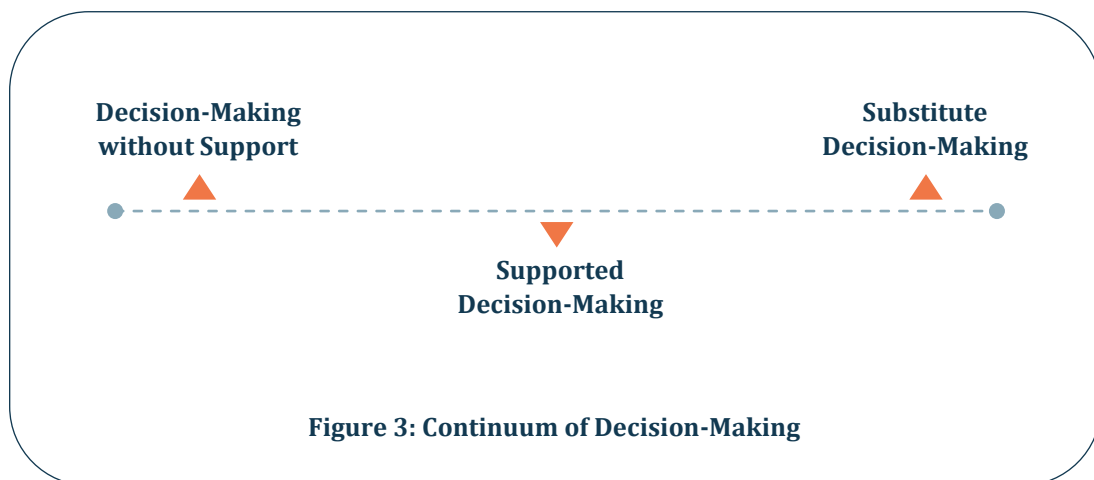 Decision-Making
without Support
Substitute
Decision-Making
Supported
Decision-Making
Figure 3: Continuum of Decision-Making